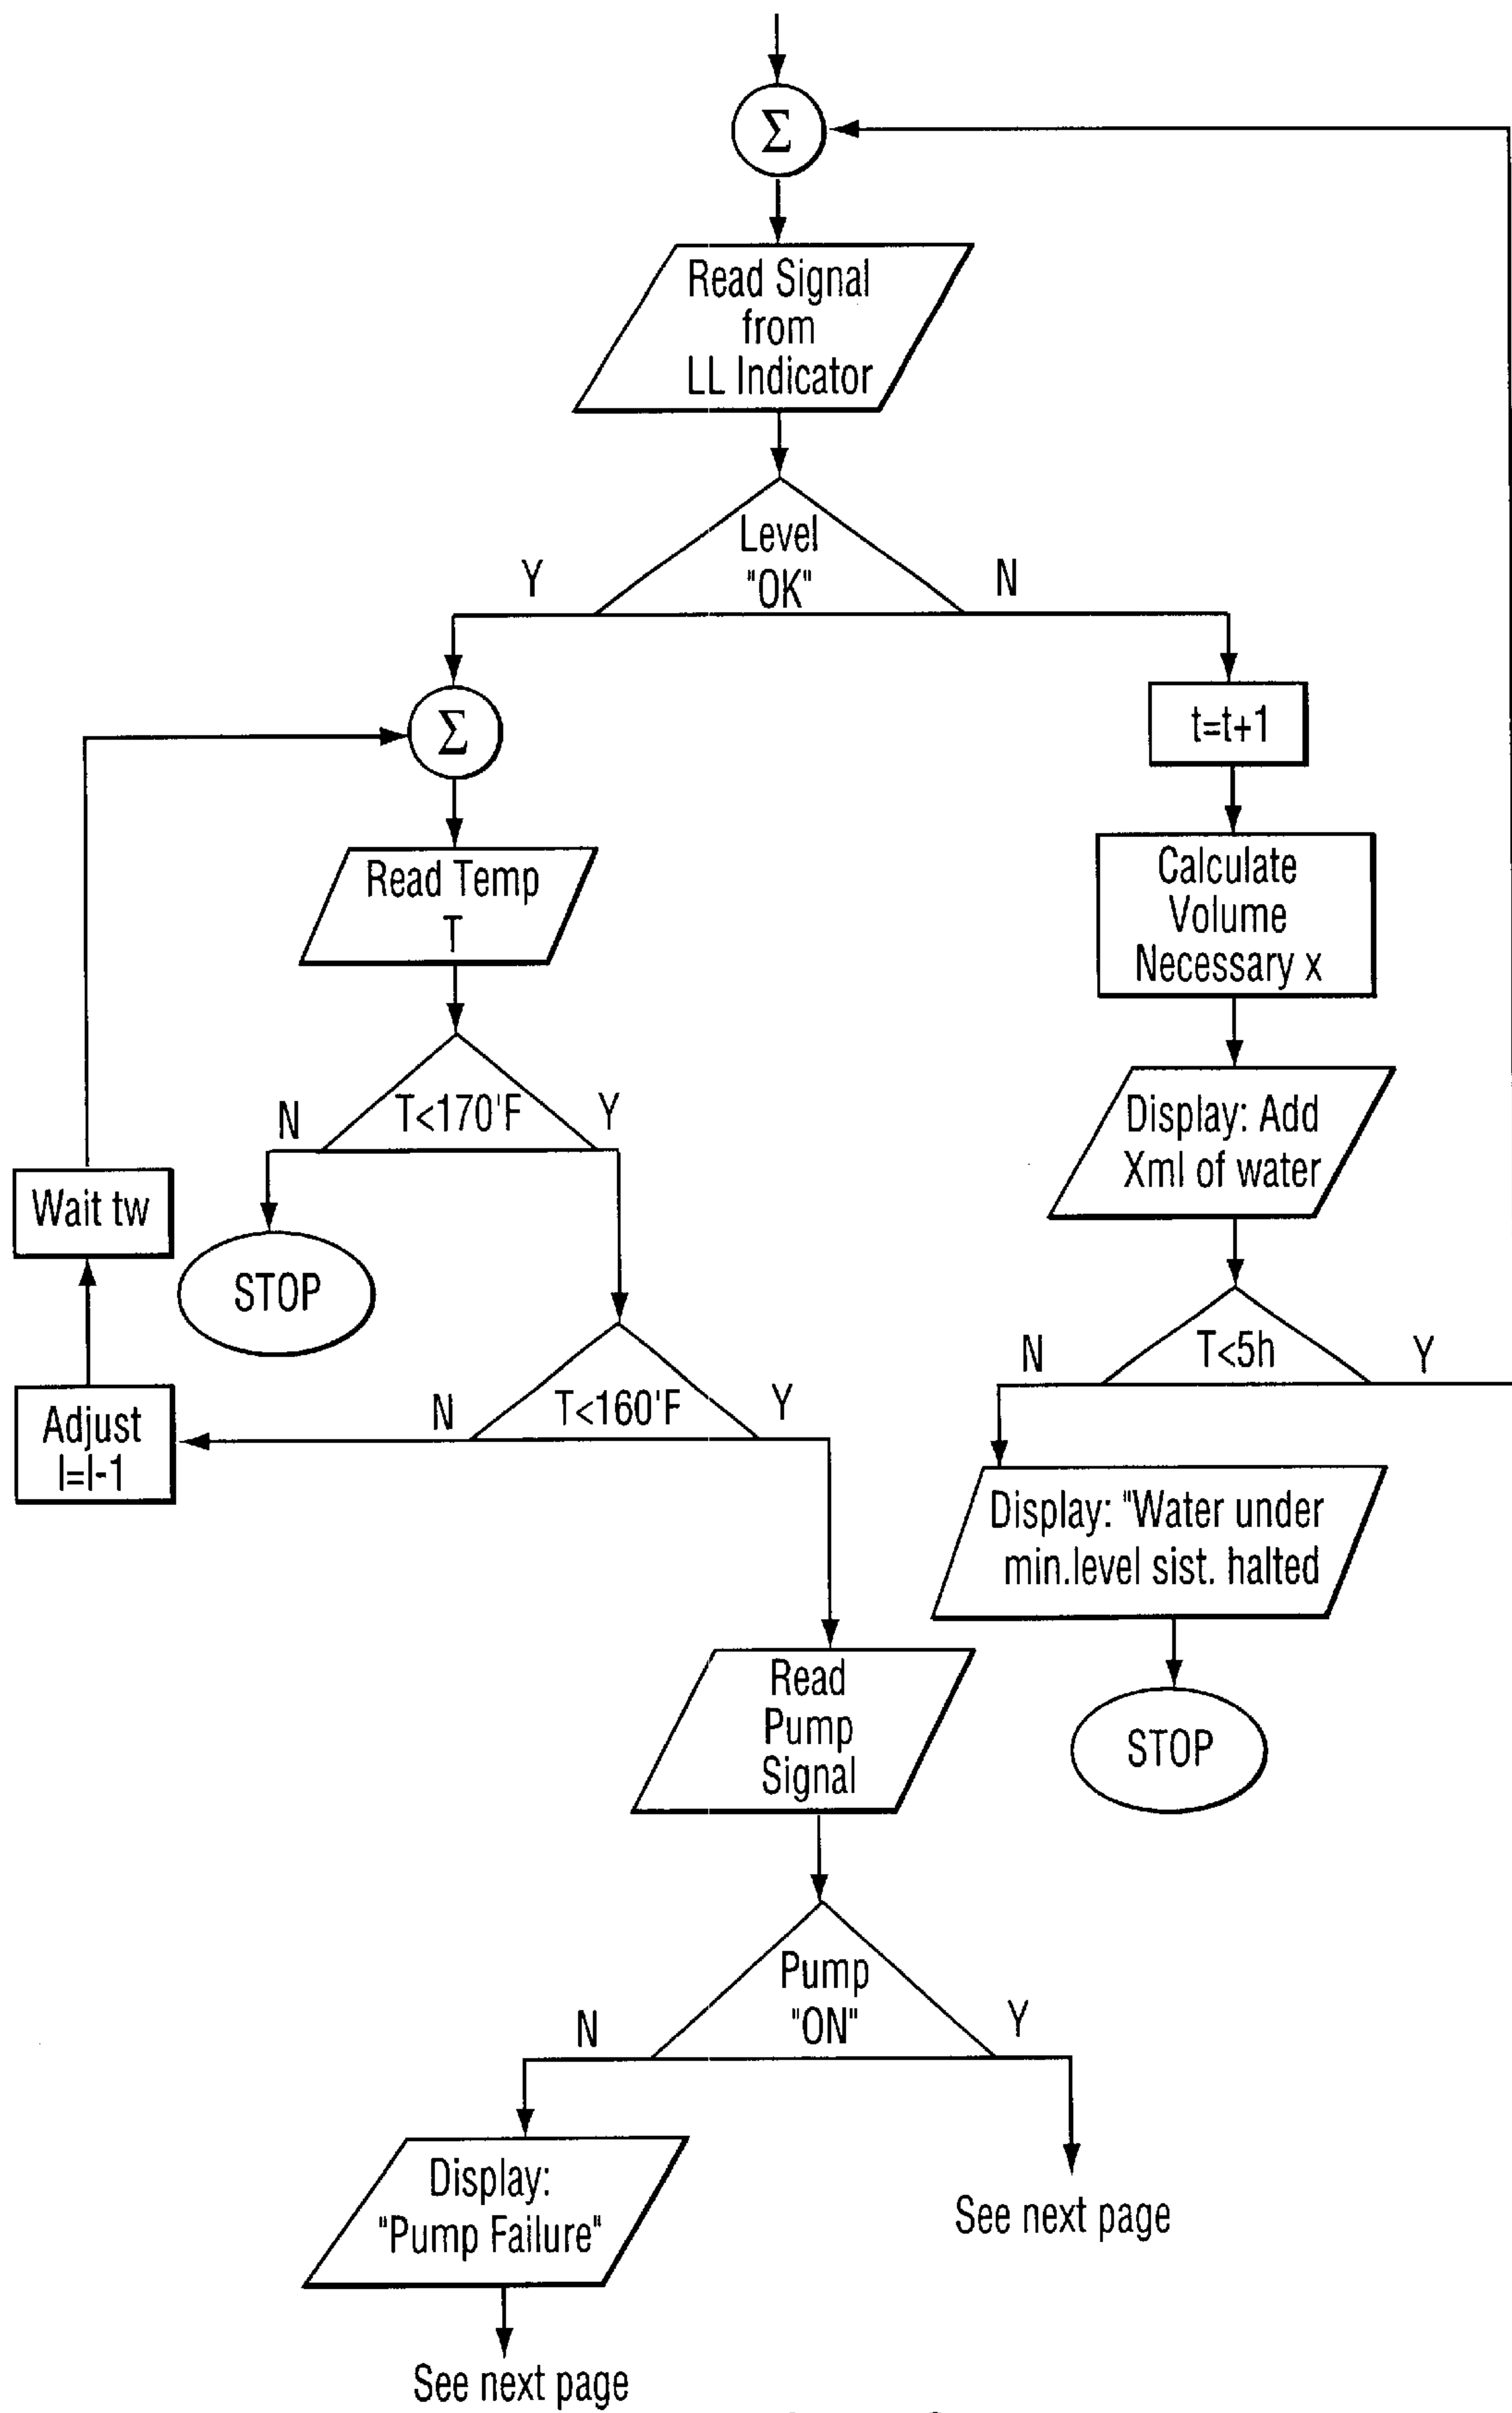 Σ
Read Signal
from
LL Indicator
Level
"OK"
Y
N
Σ
t=t+1
Read Temp
T
Calculate
Volume
Necessary x
T<170'F
N
Y
Display: Add
Xml of water
Wait tw
STOP
T<5h
N
Y
T<160'F
N
Y
Adjust
I=I-1
Display: "Water under
min.level sist. halted
Read
Pump
Signal
STOP
Pump
"ON"
N
Y
Display:
"Pump Failure"
See next page
See next page